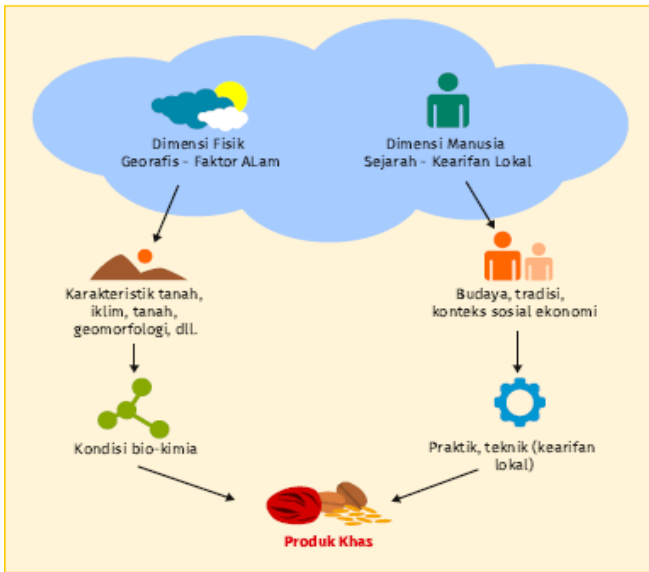 Dimensi Fisik
Georafis - Faktor ALam
Dimensi Manusia
Sejarah - Kearifan Lokal
Karakteristik tanah,
iklim, tanah,
geomorfologi, dll.
Budaya, tradisi,
konteks sosial ekonomi
Kondisi bio-kimia
Praktik, teknik (kearifan
lokal)
Produk Khas